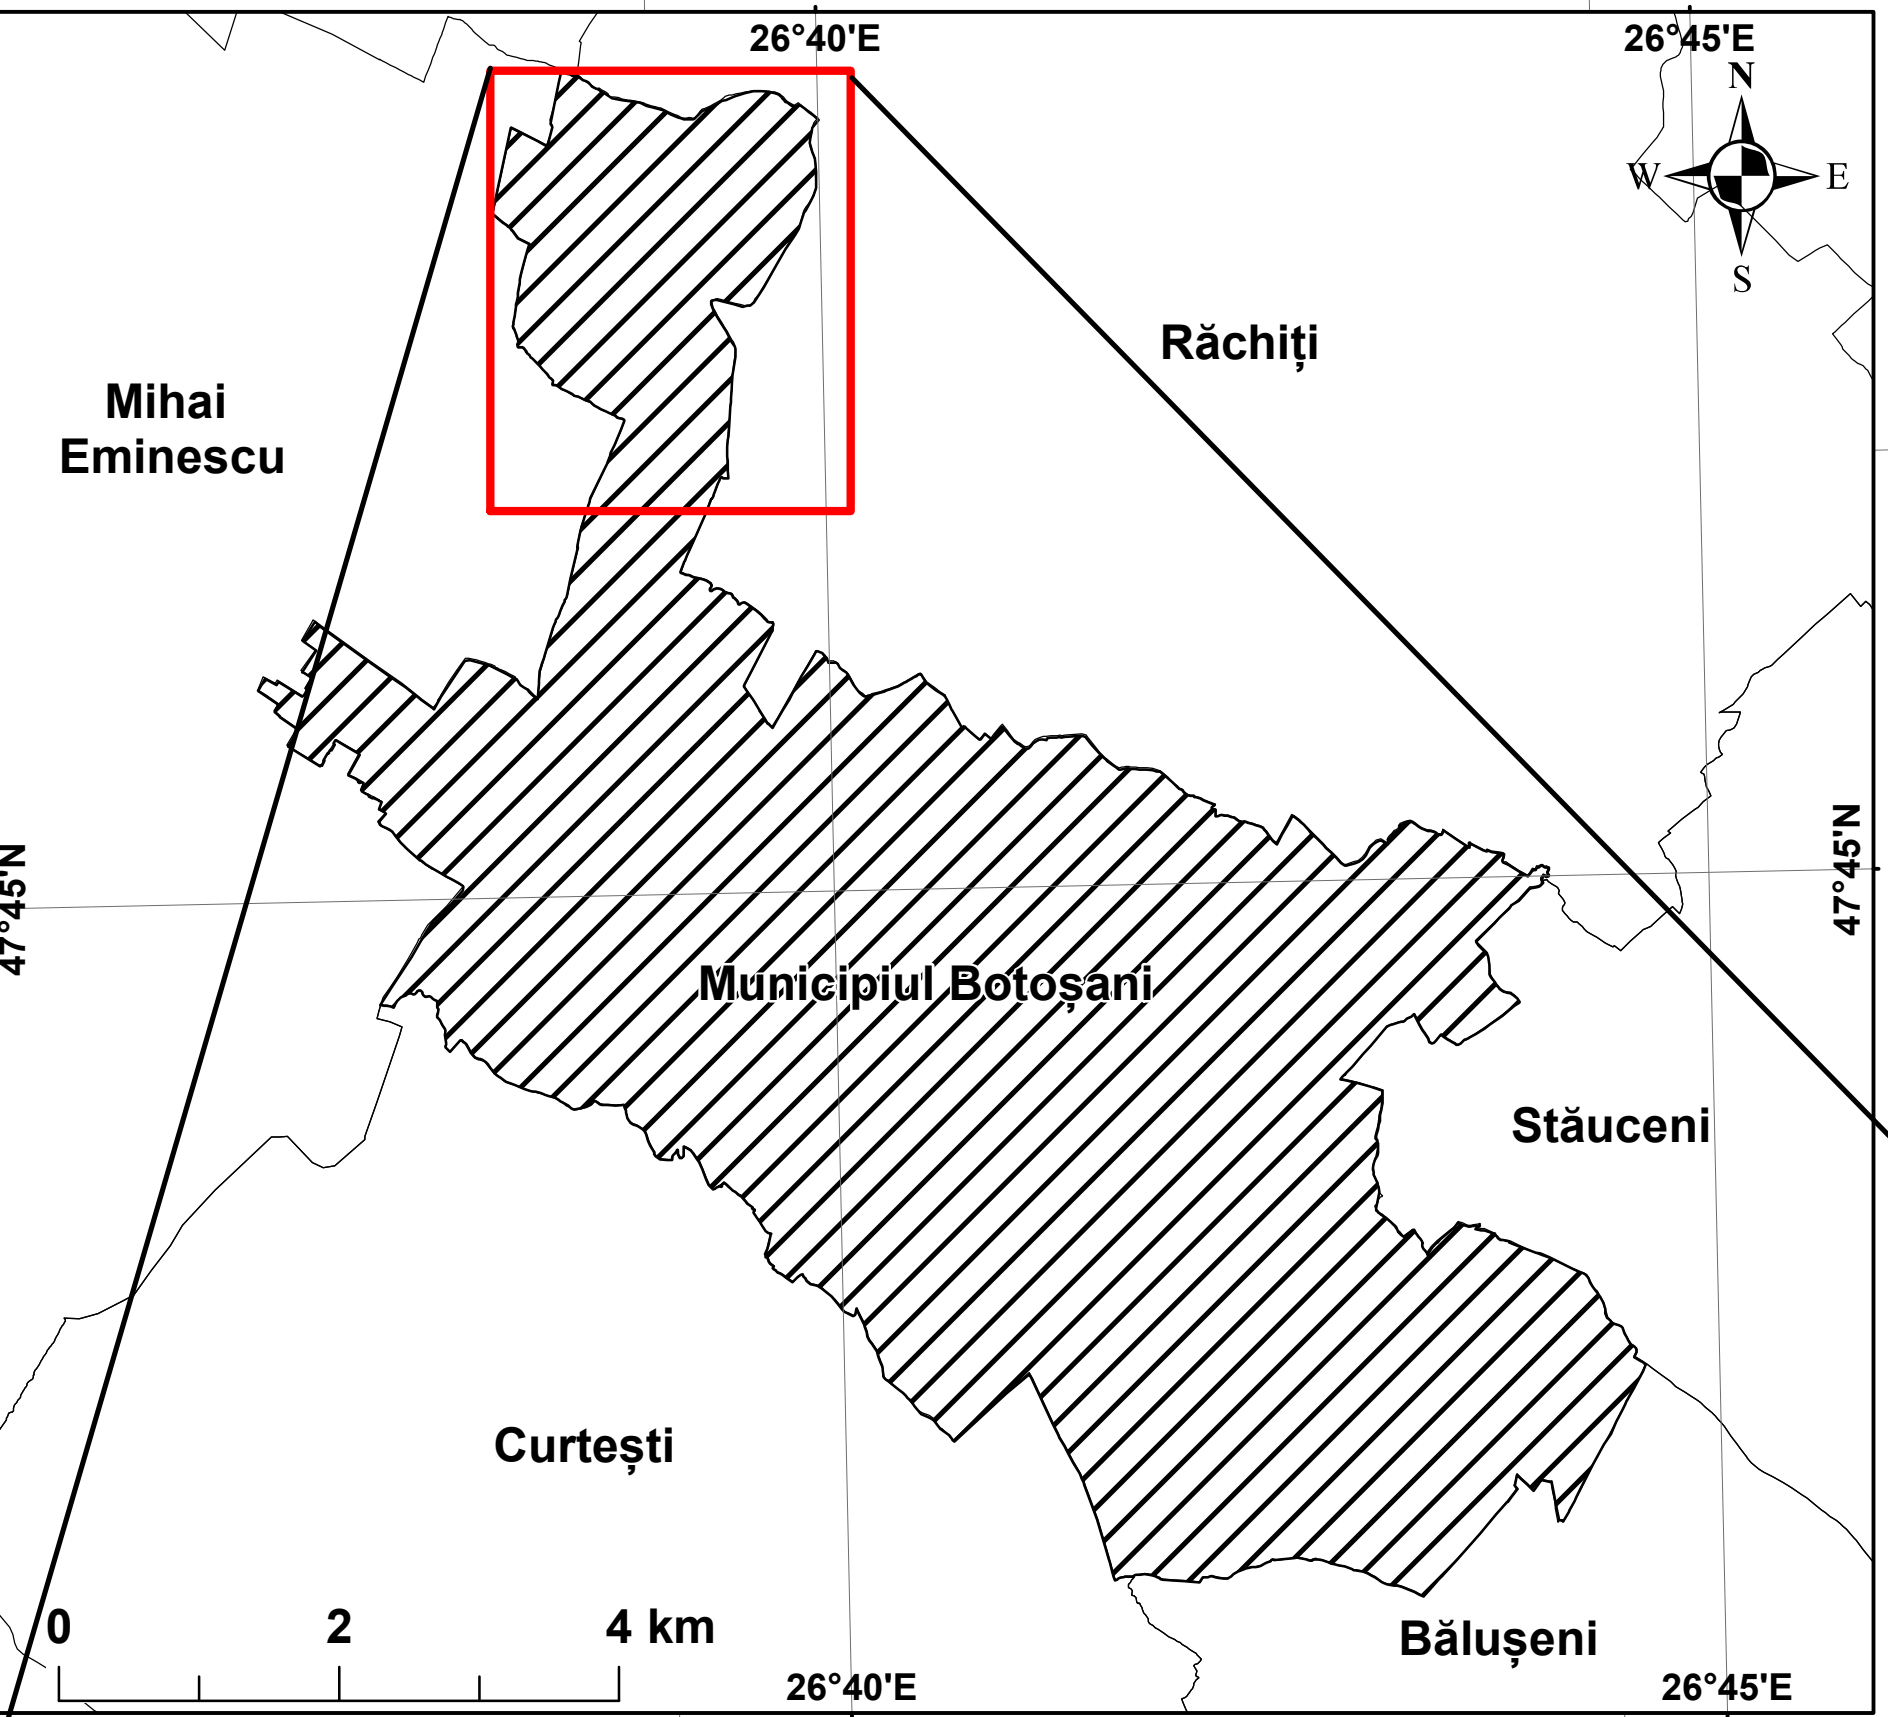 26°40'E
26°45'E
N
W
E
S
Răchiți
Mihai
Eminescu
47°45'N
47°45'N
Municipiul Botoșani
Stăuceni
Curtești
0
2
4 km
Bălușeni
26°40'E
26°45'E